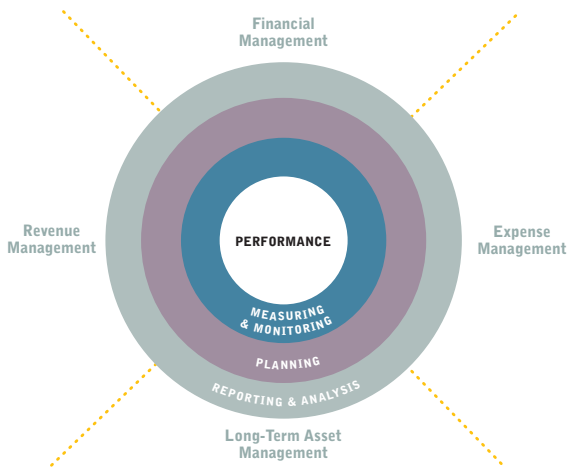 Financial
Management
Revenue
Management
PERFORMANCE
Expense
Management
MEASURING
& MONITORING
PLANNING
REPORTING & ANALYSIS
Long-Term Asset
Management